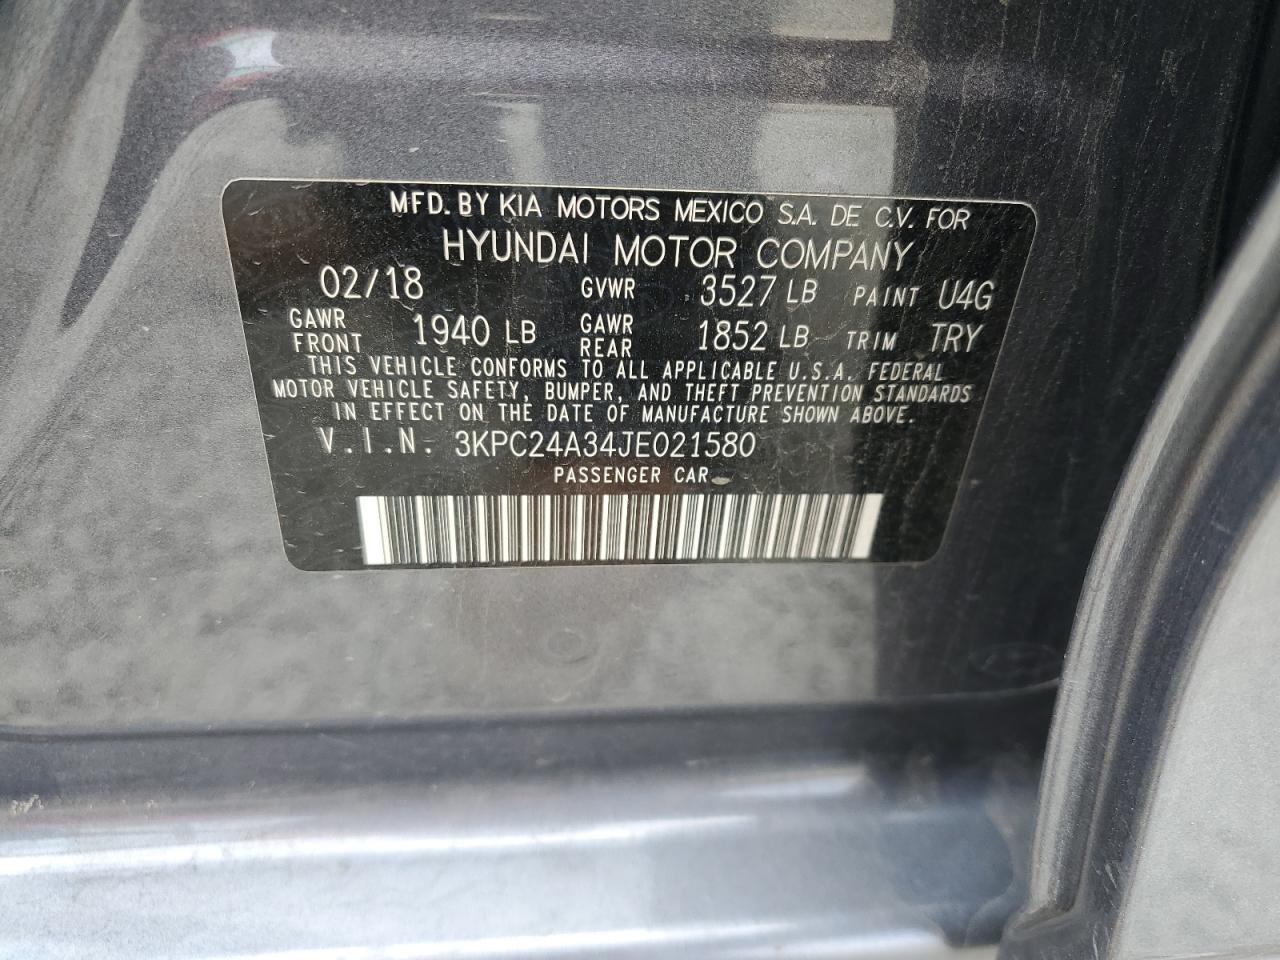 MFD. BY KIA MOTORS MEXICO S.A. DE C.V. FOR
HYUNDAI MOTOR COMPANY
02/18 GVWR 3527 LB PAINT U4G
GAWR FRONT 1940 LB GAWR REAR 1852 LB TRIM TRY
THIS VEHICLE CONFORMS TO ALL APPLICABLE U.S.A. FEDERAL
MOTOR VEHICLE SAFETY, BUMPER, AND THEFT PREVENTION STANDARDS
IN EFFECT ON THE DATE OF MANUFACTURE SHOWN ABOVE.
V.I.N. 3KPC24A34JE021580
PASSENGER CAR